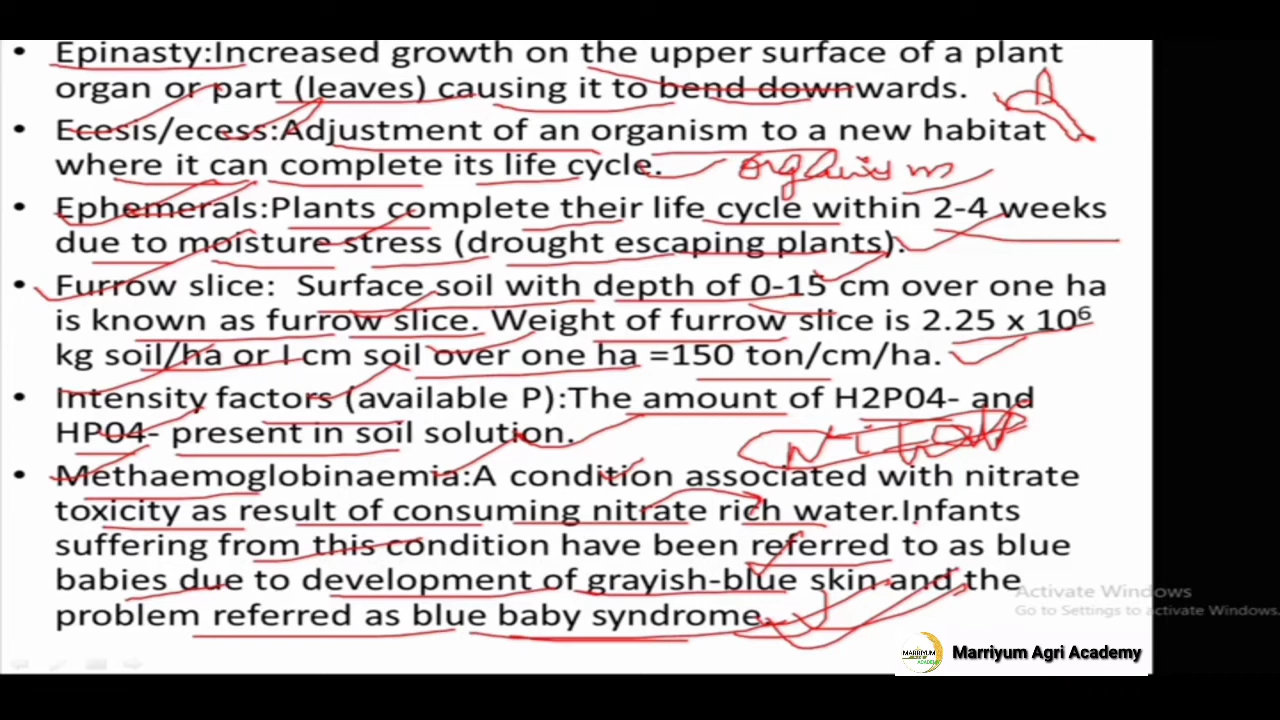 • Epinasty:Increased growth on the upper surface of a plant
organ or part (leaves) causing it to bend downwards.
• Ecesis/ecess:Adjustment of an organism to a new habitat
where it can complete its life cycle.
organism
• Ephemerals:Plants complete their life cycle within 2-4 weeks
due to moisture stress (drought escaping plants).
• Furrow slice: Surface soil with depth of 0-15 cm over one ha
is known as furrow slice. Weight of furrow slice is 2.25 x 10⁶
kg soil/ha or I cm soil over one ha =150 ton/cm/ha.
• Intensity factors (available P):The amount of H2P04- and
HP04- present in soil solution.
• Methaemoglobinaemia:A condition associated with nitrate
toxicity as result of consuming nitrate rich water.Infants
suffering from this condition have been referred to as blue
babies due to development of grayish-blue skin and the
problem referred as blue baby syndrome.
Activate Windows
Go to Settings to activate Windows.
MARRIYUM
ACADEMY
Marriyum Agri Academy